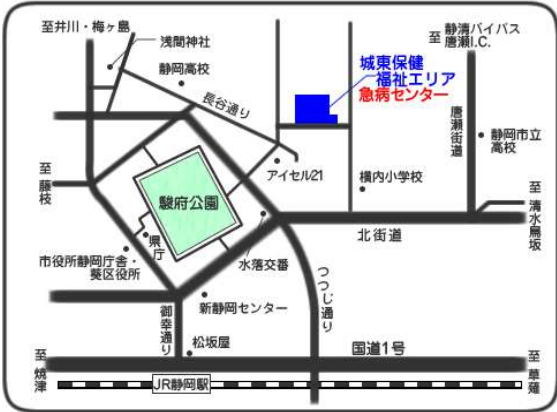 至井川・梅ヶ島
浅間神社
静岡高校
長谷通り
至
静清バイパス
唐瀬I.C.
城東保健
福祉エリア
急病センター
唐瀬街道
静岡市立
高校
アイセル21
横内小学校
至藤枝
駿府公園
至清水鳥坂
県庁
北街道
市役所静岡庁舎・
葵区役所
水落交番
つつじ通り
新静岡センター
御幸通り
松坂屋
国道1号
至焼津
至草薙
JR静岡駅